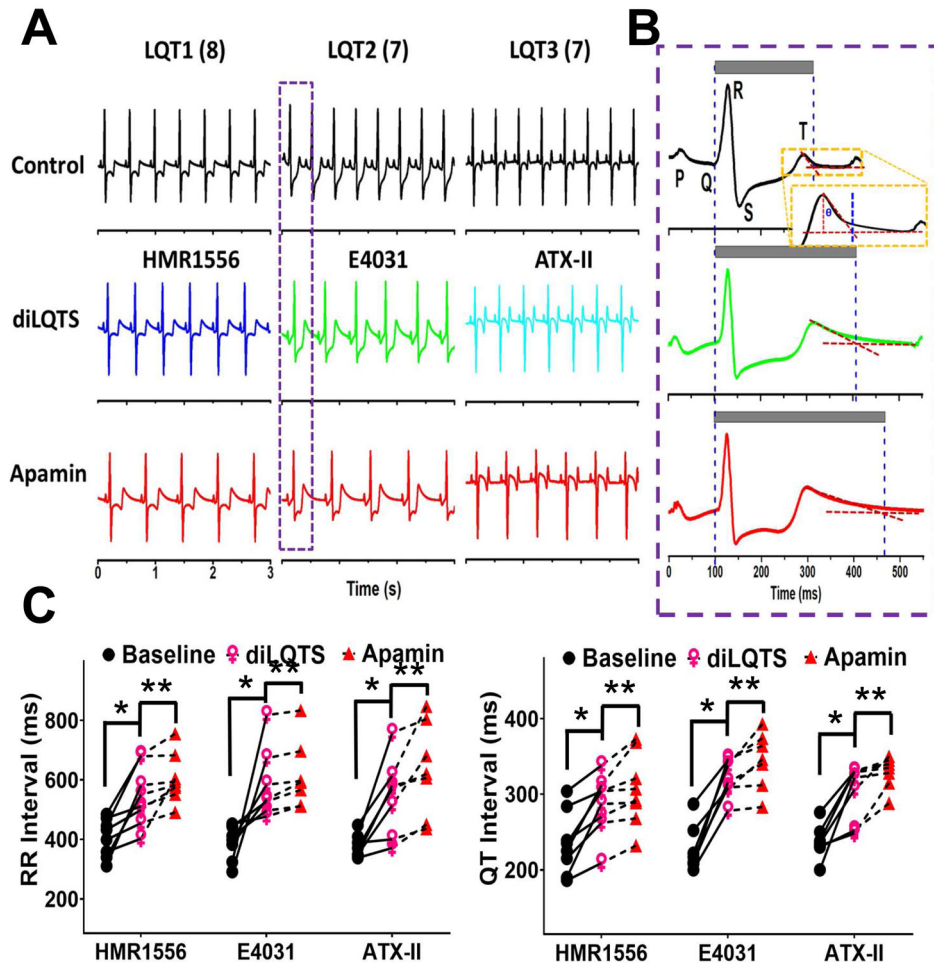 A
B
LQT1 (8) LQT2 (7) LQT3 (7)
Control
HMR1556 E4031 ATX-II
diLQTS
Apamin
0 1 2 3
Time (s)
R
T
P
Q
S
θ
0 100 200 300 400 500
Time (ms)
C
Baseline diLQTS Apamin
* ** * ** * **
RR Interval (ms)
800
600
400
200
HMR1556 E4031 ATX-II
Baseline diLQTS Apamin
* ** * ** * **
QT Interval (ms)
400
300
200
HMR1556 E4031 ATX-II